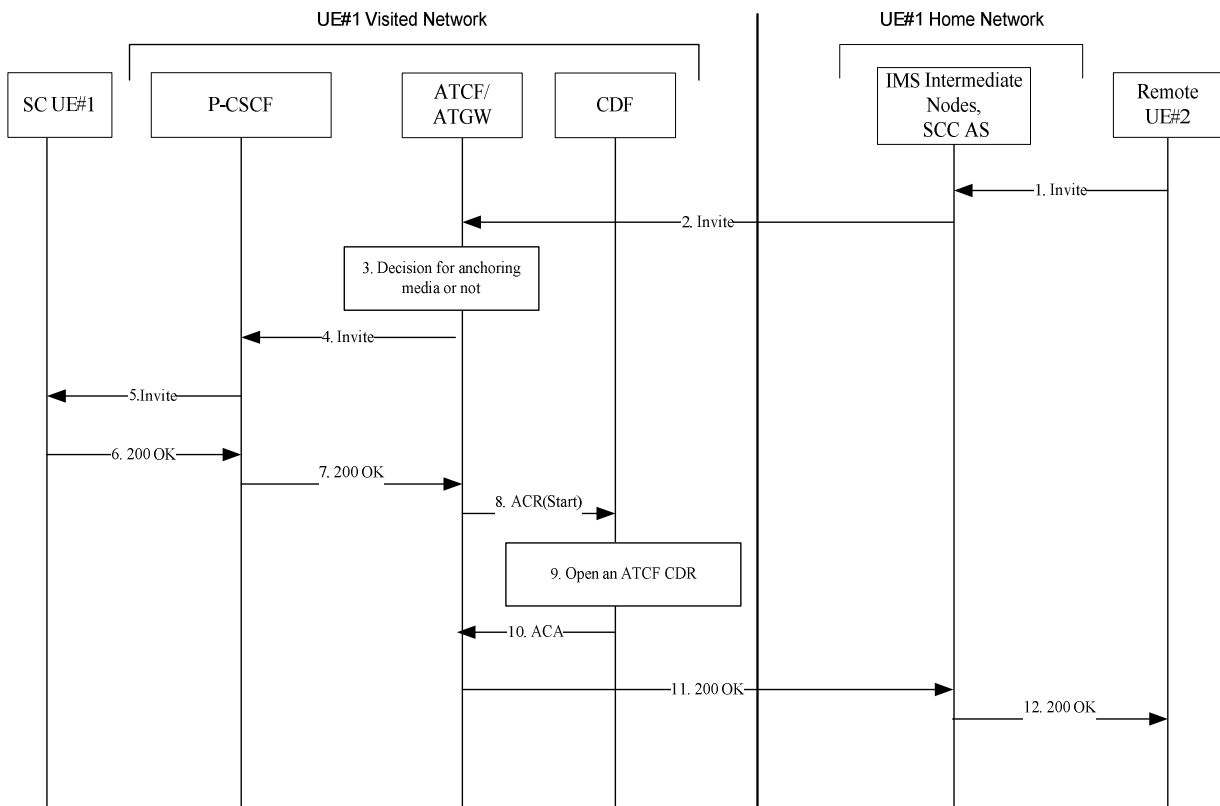 UE#1 Visited Network
UE#1 Home Network
SC UE#1
P-CSCF
ATCF/
ATGW
CDF
IMS Intermediate
Nodes,
SCC AS
Remote
UE#2
1. Invite
2. Invite
3. Decision for anchoring
media or not
4. Invite
5.Invite
6. 200 OK
7. 200 OK
8. ACR(Start)
9. Open an ATCF CDR
10. ACA
11. 200 OK
12. 200 OK